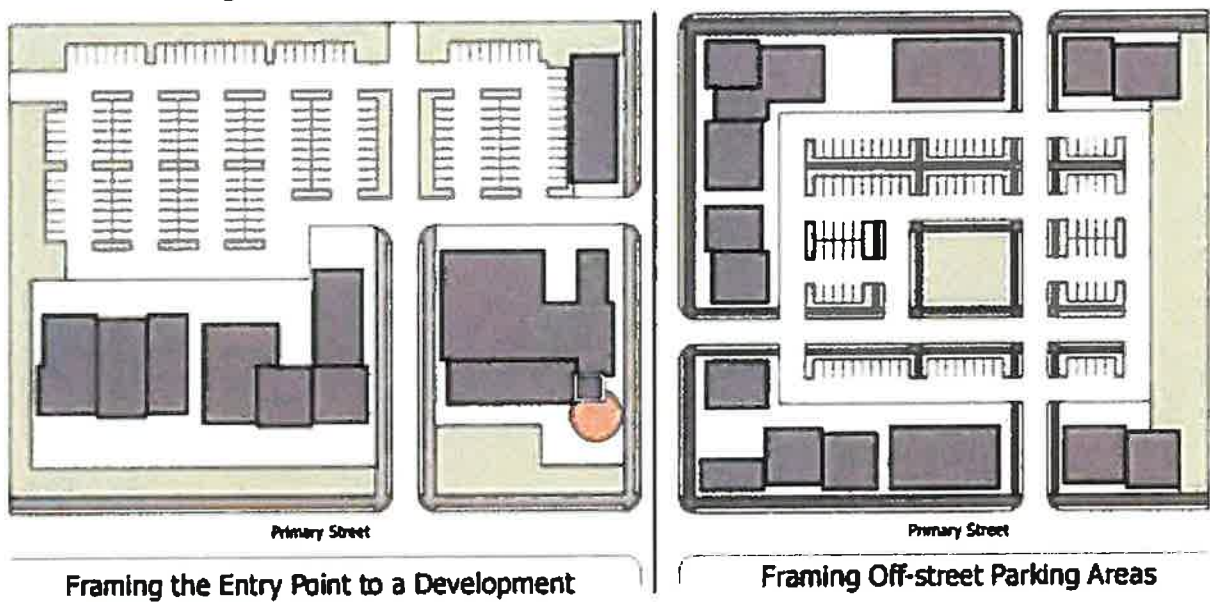 Primary Street
Framing the Entry Point to a Development
Primary Street
Framing Off-street Parking Areas